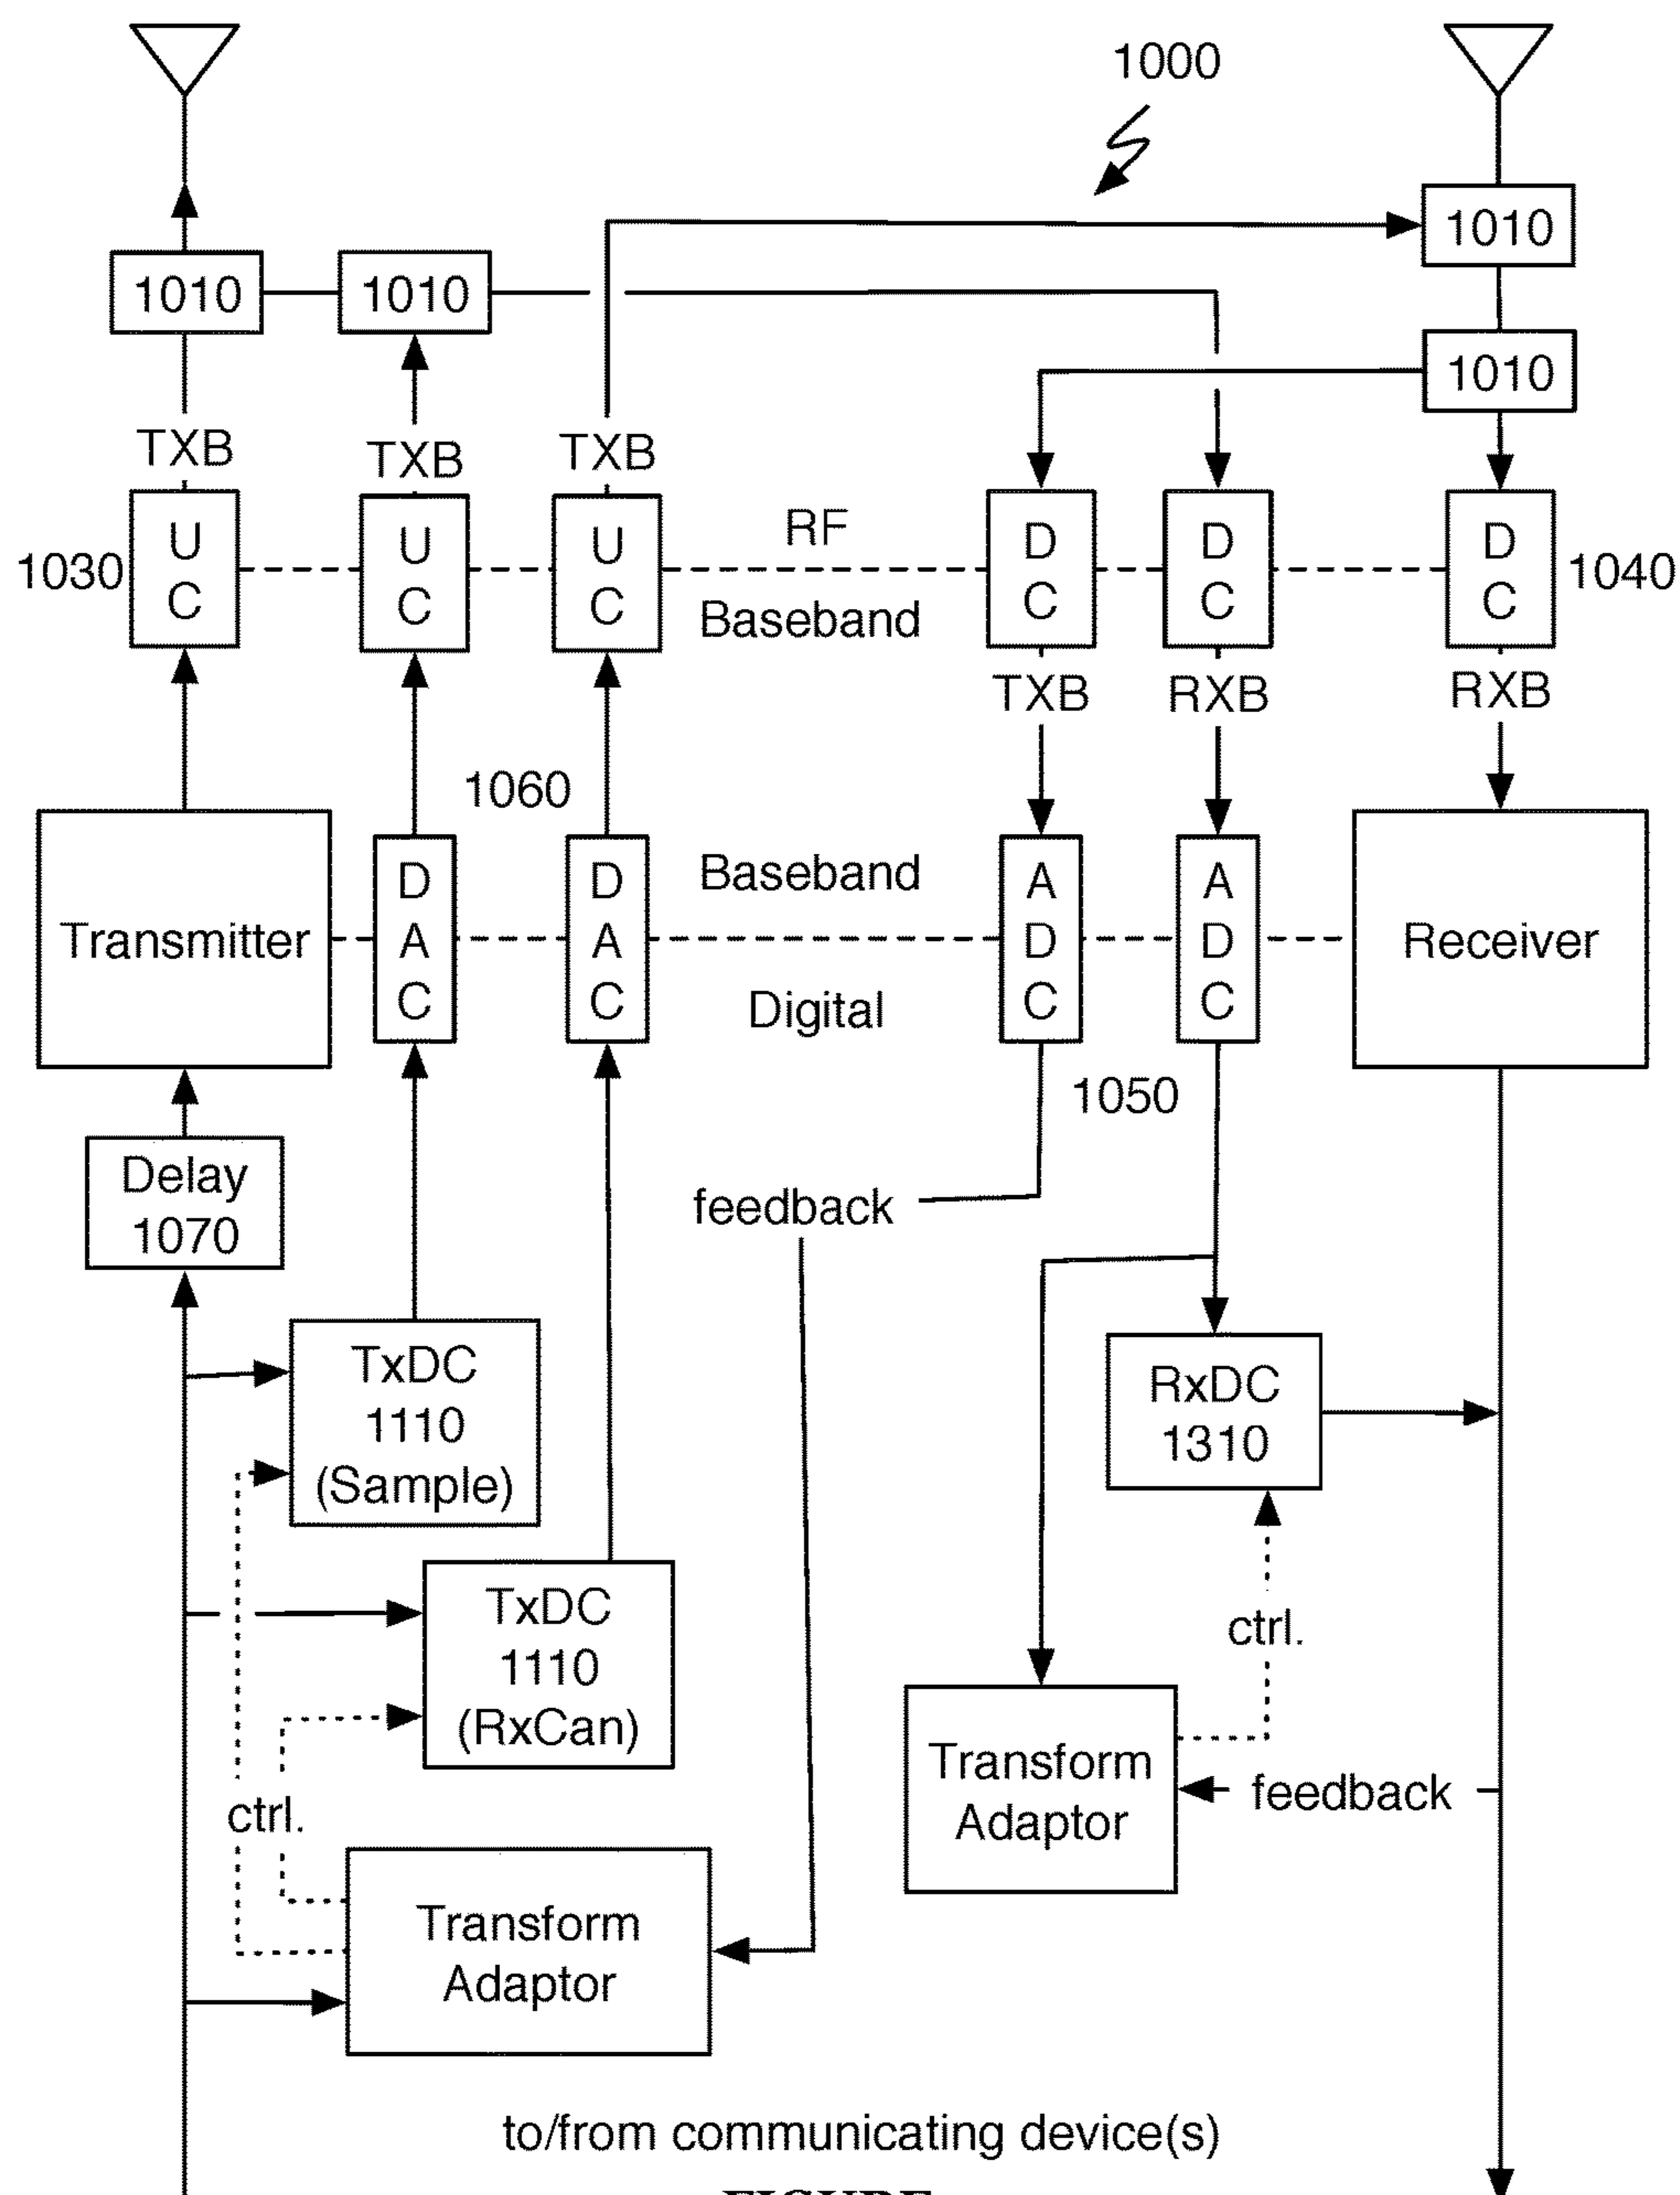 1000
1010
1010
1010
1010
TXB
TXB
TXB
1030
U
C
U
C
U
C
RF
Baseband
D
C
D
C
D
C
1040
TXB
RXB
RXB
1060
Transmitter
D
A
C
D
A
C
Baseband
Digital
A
D
C
A
D
C
Receiver
1050
Delay
1070
feedback
TxDC
1110
(Sample)
RxDC
1310
TxDC
1110
(RxCan)
ctrl.
Transform
Adaptor
feedback
ctrl.
Transform
Adaptor
to/from communicating device(s)
FIGURE